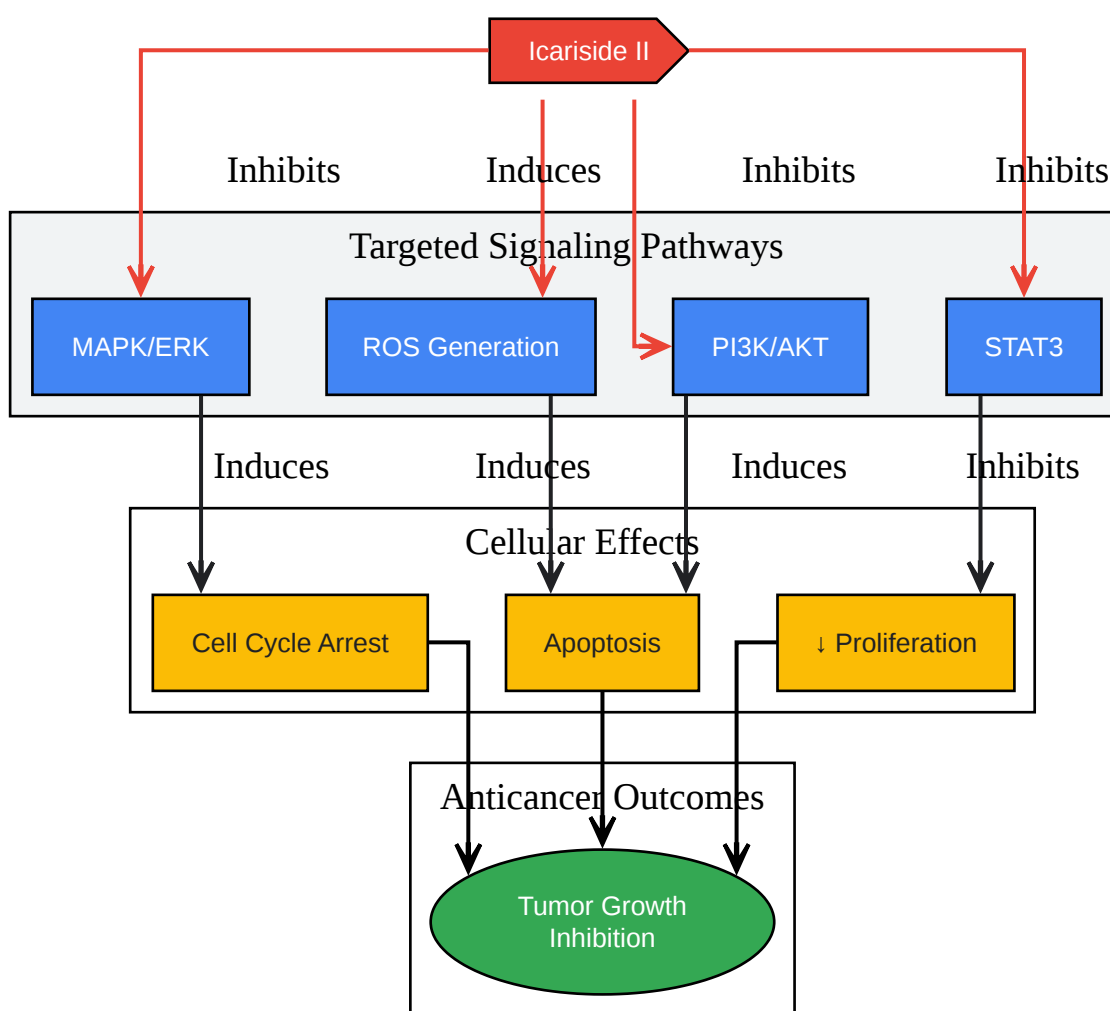 Icariside II
Inhibits
Induces
Inhibits
Inhibits
Targeted Signaling Pathways
MAPK/ERK
ROS Generation
PI3K/AKT
STAT3
Induces
Induces
Induces
Inhibits
Cellular Effects
Cell Cycle Arrest
Apoptosis
↓ Proliferation
Anticancer Outcomes
Tumor Growth
Inhibition